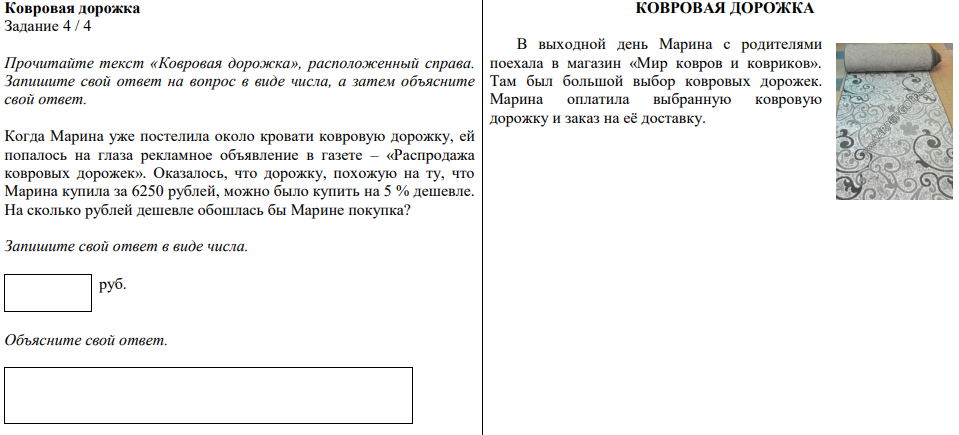 Ковровая дорожка
Задание 4 / 4
Прочитайте текст «Ковровая дорожка», расположенный справа.
Запишите свой ответ на вопрос в виде числа, а затем объясните
свой ответ.
Когда Марина уже постелила около кровати ковровую дорожку, ей
попалось на глаза рекламное объявление в газете – «Распродажа
ковровых дорожек». Оказалось, что дорожку, похожую на ту, что
Марина купила за 6250 рублей, можно было купить на 5 % дешевле.
На сколько рублей дешевле обошлась бы Марине покупка?
Запишите свой ответ в виде числа.
руб.
Объясните свой ответ.
КОВРОВАЯ ДОРОЖКА
В выходной день Марина с родителями
поехала в магазин «Мир ковров и ковриков».
Там был большой выбор ковровых дорожек.
Марина оплатила выбранную ковровую
дорожку и заказ на её доставку.